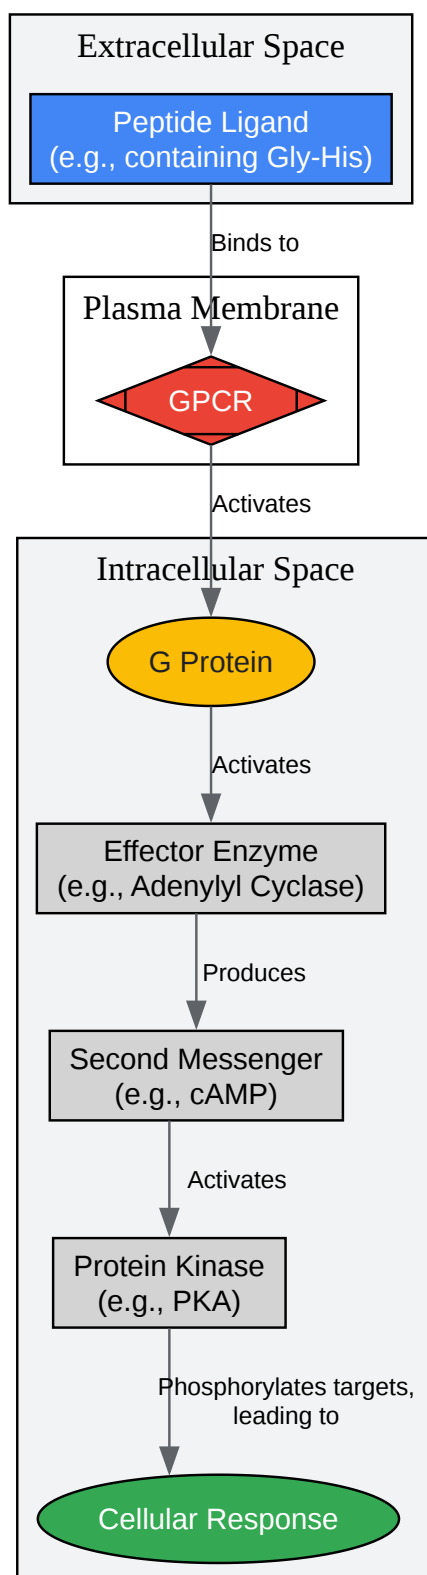 Extracellular Space
Peptide Ligand
(e.g., containing Gly-His)
Binds to
Plasma Membrane
GPCR
Activates
Intracellular Space
G Protein
Activates
Effector Enzyme
(e.g., Adenylyl Cyclase)
Produces
Second Messenger
(e.g., cAMP)
Activates
Protein Kinase
(e.g., PKA)
Phosphorylates targets,
leading to
Cellular Response